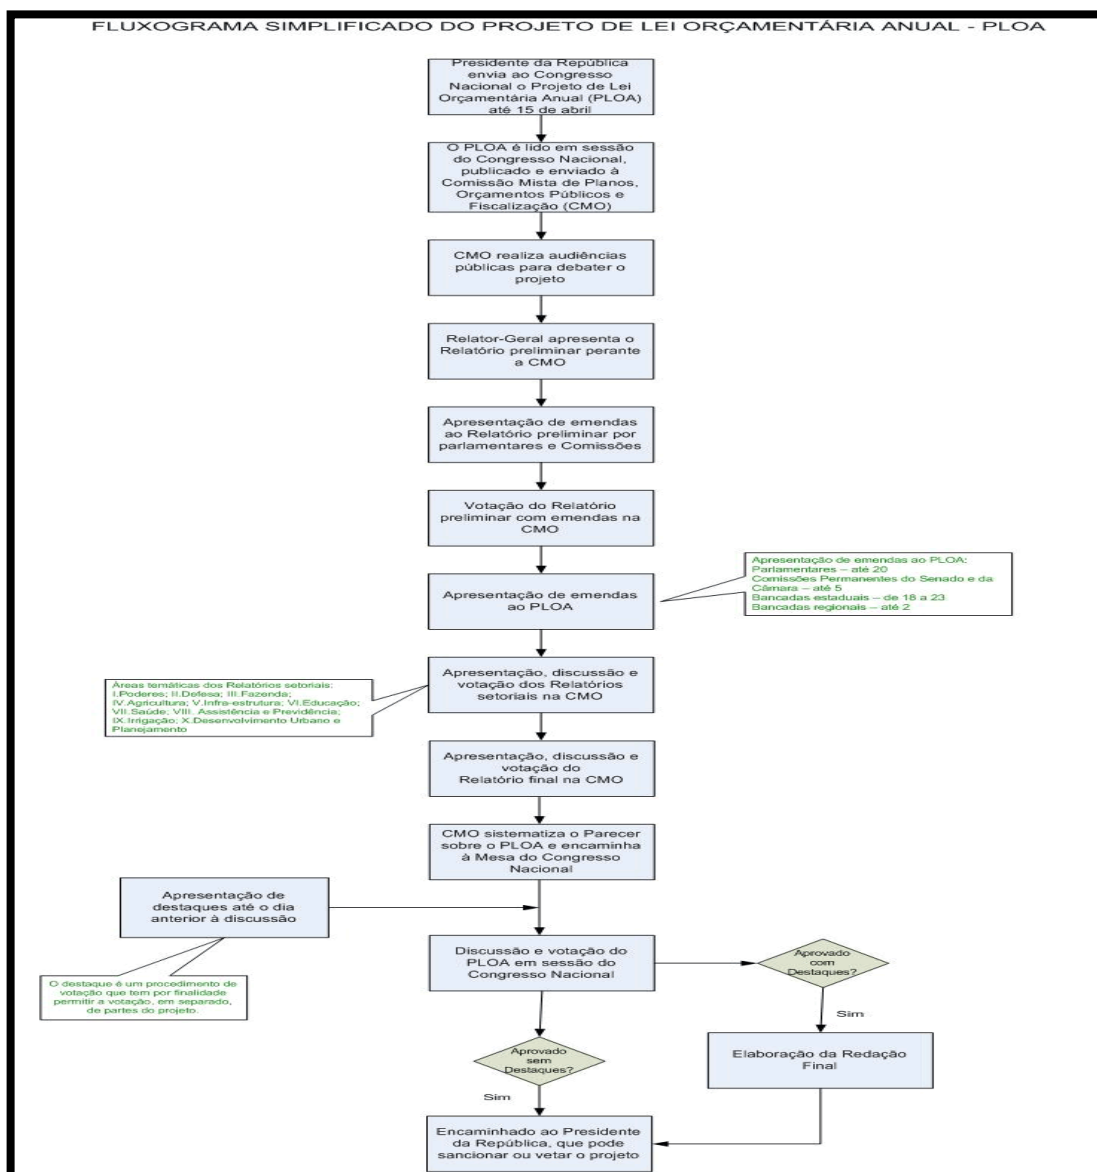 FLUXOGRAMA SIMPLIFICADO DO PROJETO DE LEI ORÇAMENTÁRIA ANUAL - PLOA
Presidente da República
envia ao Congresso
Nacional o Projeto de Lei
Orçamentária Anual (PLOA)
até 15 de abril
O PLOA é lido em sessão
do Congresso Nacional,
publicado e enviado à
Comissão Mista de Planos,
Orçamentos Públicos e
Fiscalização (CMO)
CMO realiza audiências
públicas para debater o
projeto
Relator-Geral apresenta o
Relatório preliminar perante
a CMO
Apresentação de emendas
ao Relatório preliminar por
parlamentares e Comissões
Votação do Relatório
preliminar com emendas na
CMO
Apresentação de emendas
ao PLOA
Apresentação de emendas ao PLOA:
Parlamentares – até 20
Comissões Permanentes do Senado e da
Câmara – até 5
Bancadas estaduais – de 18 a 23
Bancadas regionais – até 2
Apresentação, discussão e
votação dos Relatórios
setoriais na CMO
Áreas temáticas dos Relatórios setoriais:
I.Poderes; II.Defesa; III.Fazenda;
IV.Agricultura; V.Infra-estrutura; VI.Educação;
VII.Saúde; VIII. Assistência e Previdência;
IX.Irrigação; X.Desenvolvimento Urbano e
Planejamento
Apresentação, discussão e
votação do
Relatório final na CMO
CMO sistematiza o Parecer
sobre o PLOA e encaminha
à Mesa do Congresso
Nacional
Apresentação de
destaques até o dia
anterior à discussão
O destaque é um procedimento de
votação que tem por finalidade
permitir a votação, em separado,
de partes do projeto.
Discussão e votação do
PLOA em sessão do
Congresso Nacional
Aprovado
com
Destaques?
Sim
Elaboração da Redação
Final
Aprovado
sem
Destaques?
Sim
Encaminhado ao Presidente
da República, que pode
sancionar ou vetar o projeto